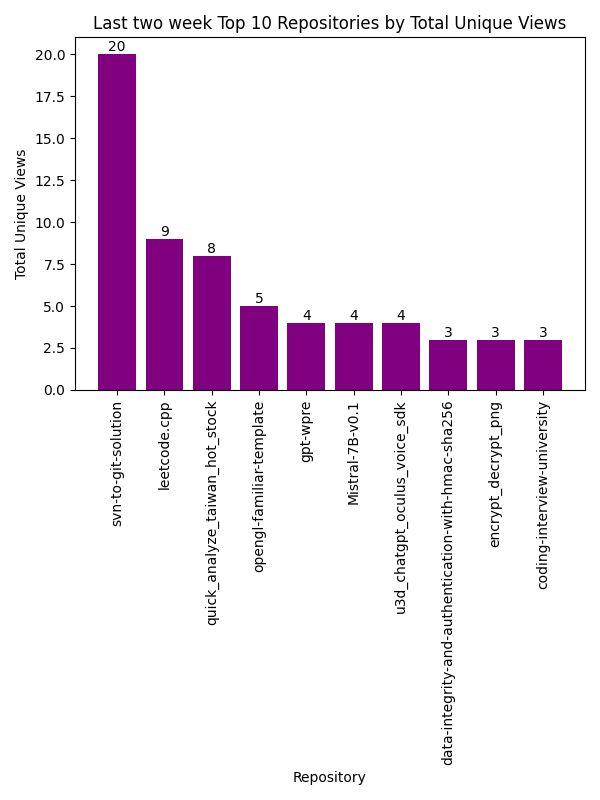 Last two week Top 10 Repositories by Total Unique Views
Total Unique Views
20.0
17.5
15.0
12.5
10.0
7.5
5.0
2.5
0.0
20
9
8
5
4
4
4
3
3
3
svn-to-git-solution
leetcode.cpp
quick_analyze_taiwan_hot_stock
opengl-familiar-template
gpt-wpre
Mistral-7B-v0.1
u3d_chatgpt_oculus_voice_sdk
data-integrity-and-authentication-with-hmac-sha256
encrypt_decrypt_png
coding-interview-university
Repository